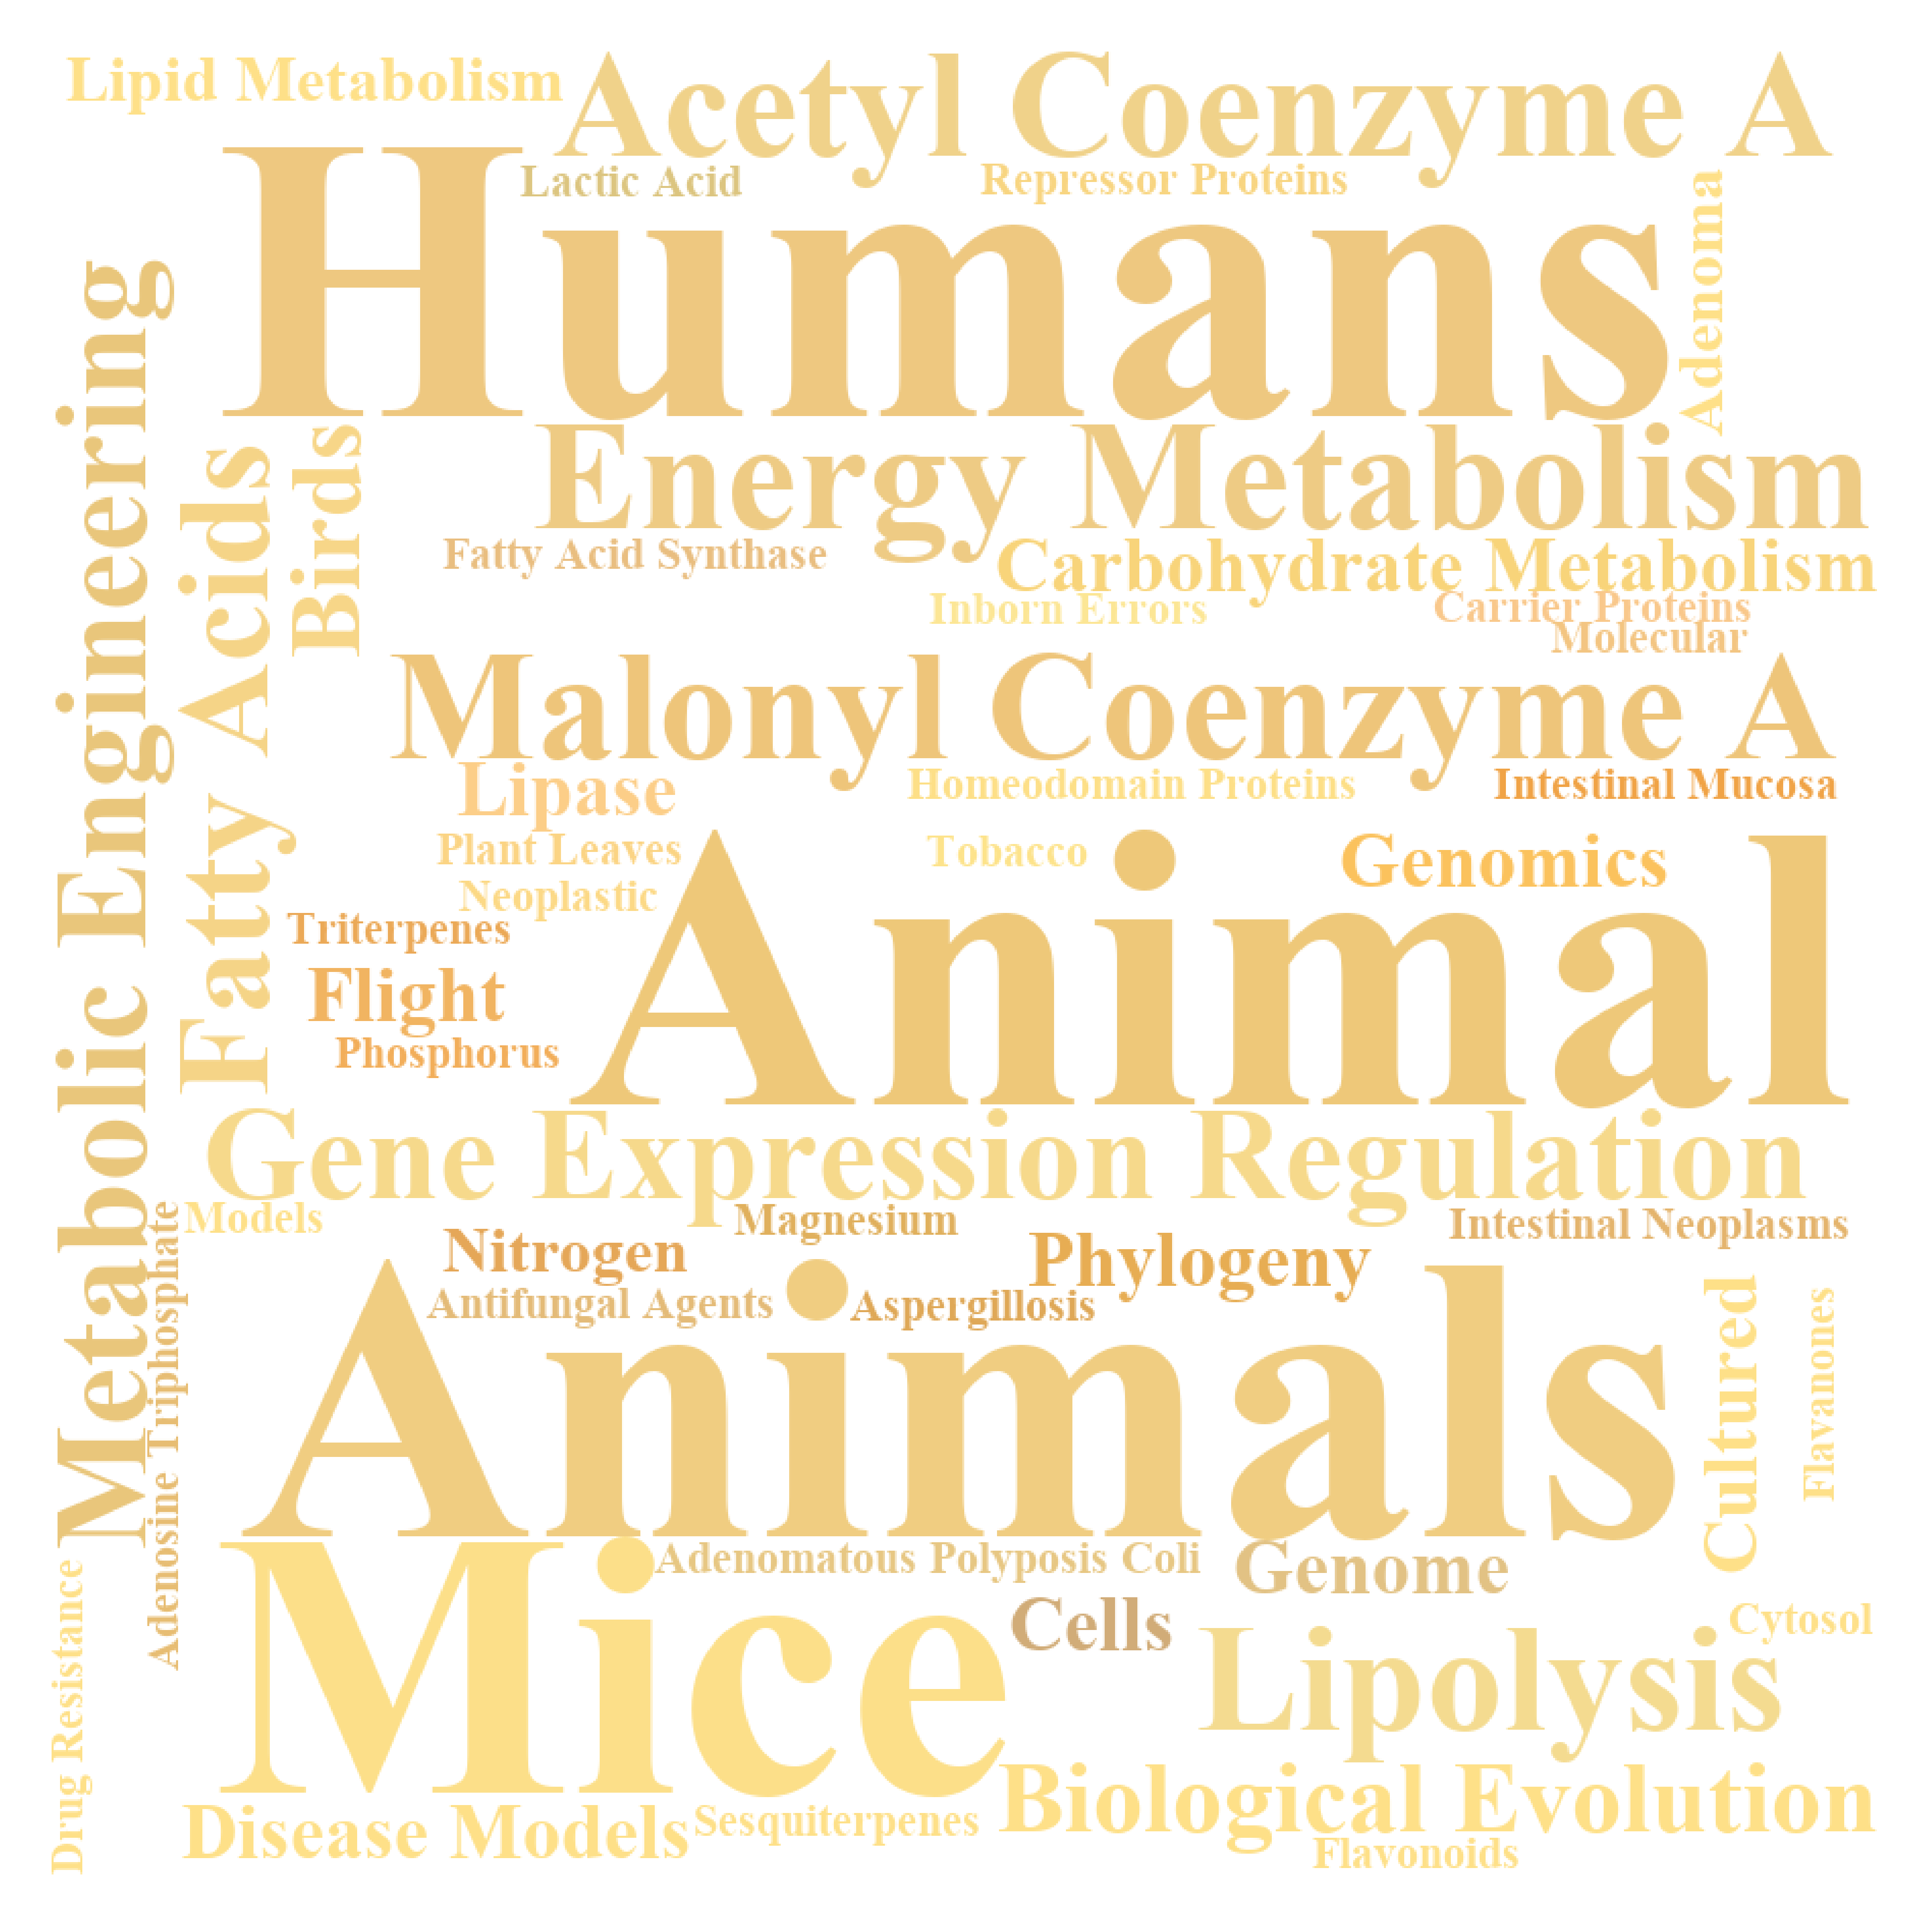 Lipid Metabolism
Acetyl Coenzyme A
Lactic Acid
Repressor Proteins
Humans
Adenoma
Metabolic Engineering
Fatty Acids
Birds
Energy Metabolism
Fatty Acid Synthase
Carbohydrate Metabolism
Inborn Errors
Carrier Proteins
Molecular
Malonyl Coenzyme A
Lipase
Homeodomain Proteins
Intestinal Mucosa
Plant Leaves
Tobacco
Genomics
Neoplastic
Triterpenes
Animal
Flight
Phosphorus
Gene Expression Regulation
Models
Magnesium
Intestinal Neoplasms
Nitrogen
Phylogeny
Antifungal Agents
Aspergillosis
Adenosine Triphosphate
Animals
Cultured
Flavanones
Adenomatous Polyposis Coli
Genome
Mice
Cells
Cytosol
Lipolysis
Drug Resistance
Biological Evolution
Disease Models
Sesquiterpenes
Flavonoids